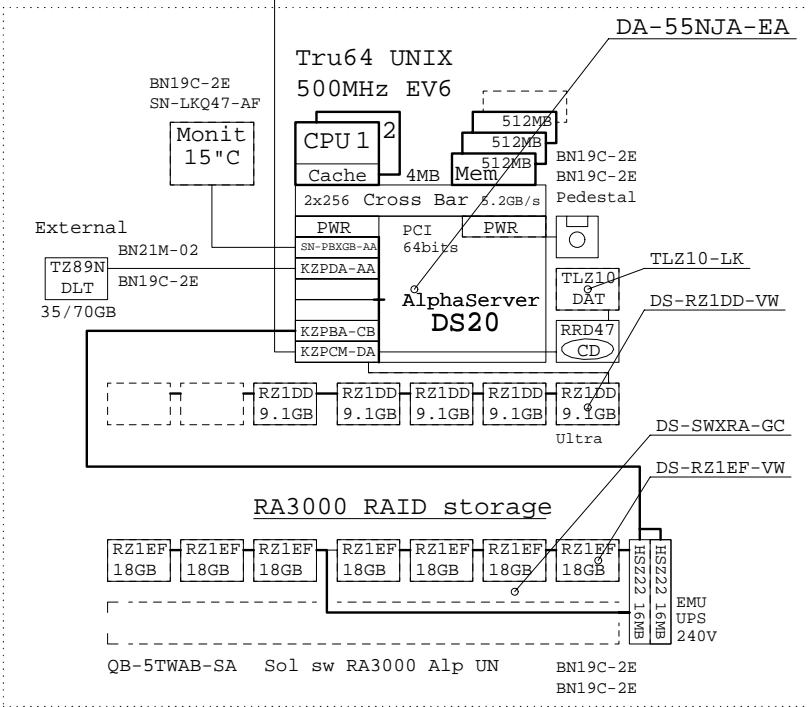 DA-55NJA-EA
Tru64 UNIX
500MHz EV6
BN19C-2E
SN-LKQ47-AF
Monit
15"C
CPU 1
2
Cache
4MB
512MB
512MB
512MB
Mem
BN19C-2E
BN19C-2E
Pedestal
2x256 Cross Bar 5.2GB/s
External
PWR
PCI
64bits
PWR
SN-PBXGB-AA
BN21M-02
TZ89N
DLT
35/70GB
BN19C-2E
KZPDA-AA
TLZ10-LK
TLZ10
DAT
AlphaServer
DS20
DS-RZ1DD-VW
KZPBA-CB
RRD47
CD
KZPCM-DA
RZ1DD
9.1GB
RZ1DD
9.1GB
RZ1DD
9.1GB
RZ1DD
9.1GB
RZ1DD
9.1GB
Ultra
DS-SWXRA-GC
DS-RZ1EF-VW
RA3000 RAID storage
RZ1EF
18GB
RZ1EF
18GB
RZ1EF
18GB
RZ1EF
18GB
RZ1EF
18GB
RZ1EF
18GB
RZ1EF
18GB
HSZ22 16MB
HSZ22 16MB
EMU
UPS
240V
QB-5TWAB-SA Sol sw RA3000 Alp UN
BN19C-2E
BN19C-2E